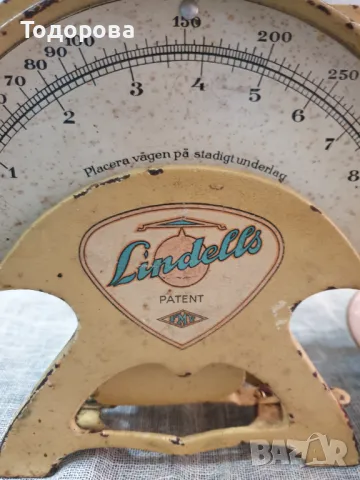 Тодорова
70 80 90 100 150 200 250
1 2 3 4 5 6 7 8
Placera vågen på stadigt underlag
Lindells
PATENT
BAZAR